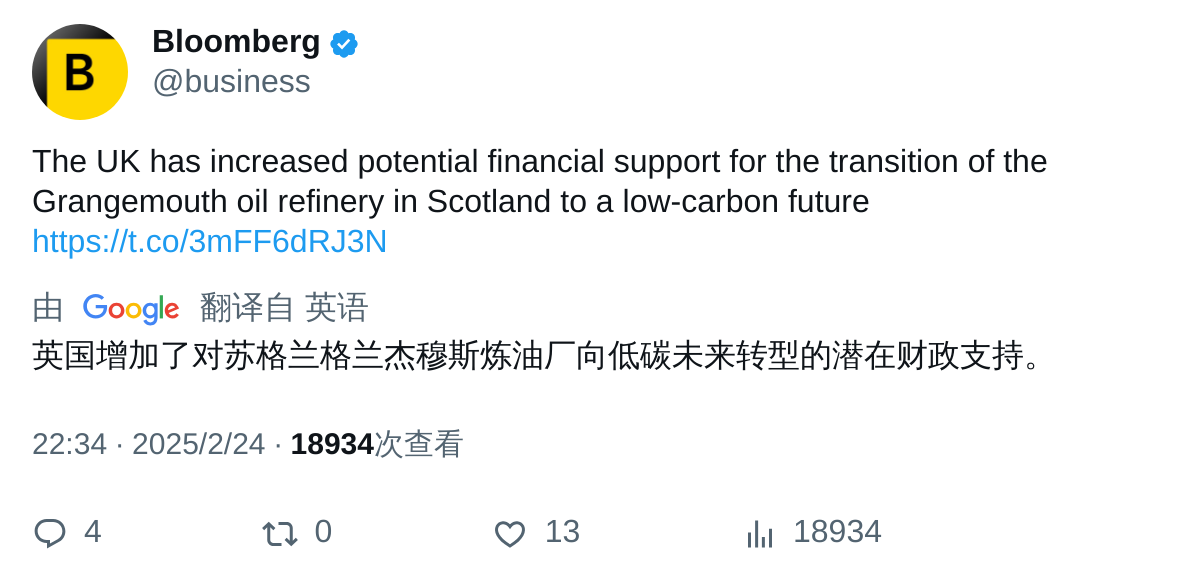 B
Bloomberg
@business
The UK has increased potential financial support for the transition of the
Grangemouth oil refinery in Scotland to a low-carbon future
https://t.co/3mFF6dRJ3N
由 Google 翻译自 英语
英国增加了对苏格兰格兰杰穆斯炼油厂向低碳未来转型的潜在财政支持。
22:34 · 2025/2/24 · 18934次查看
4 0 13 18934